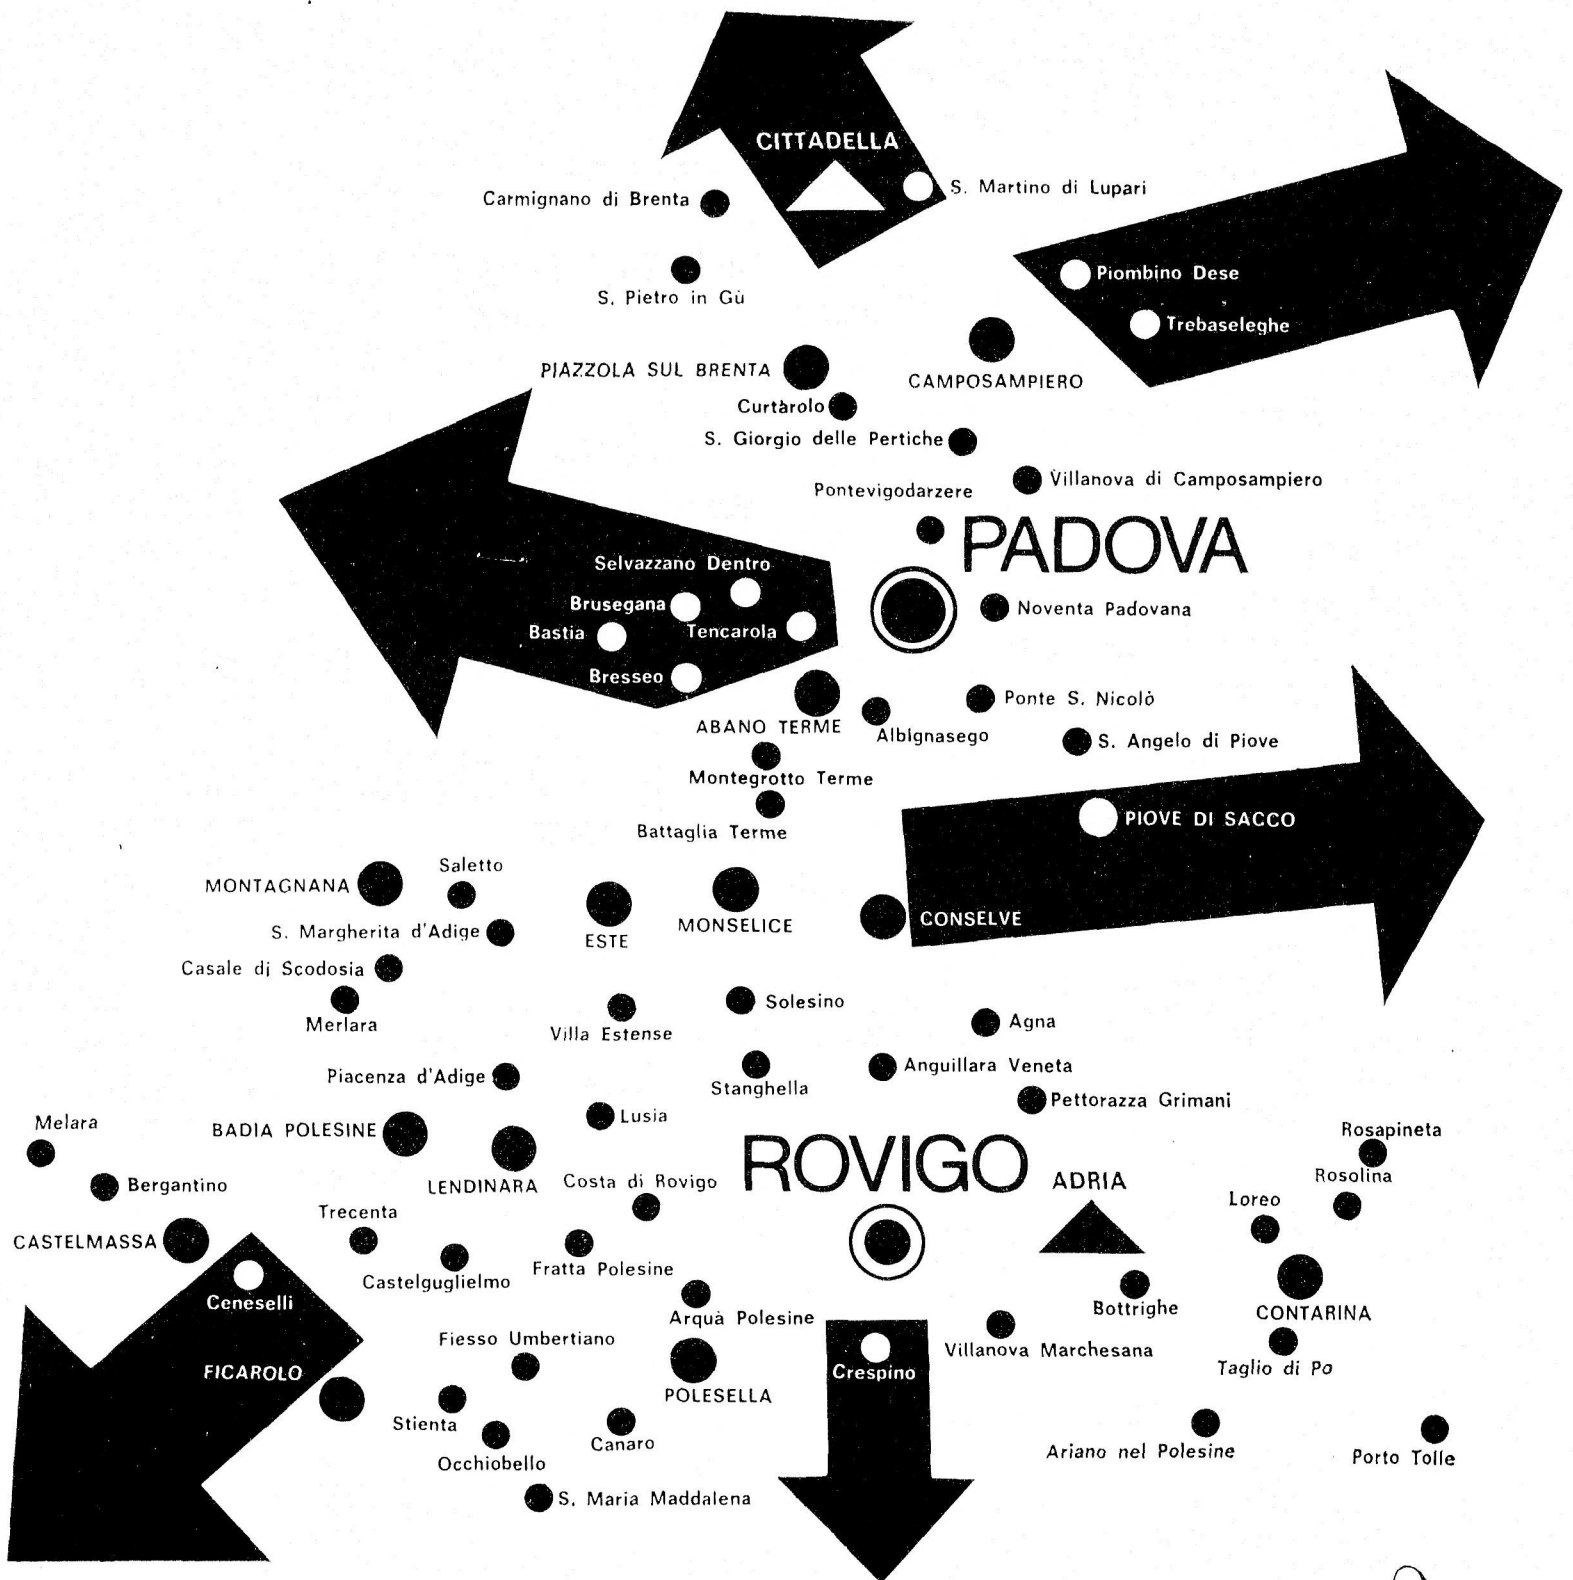 CITTADELLA
S. Martino di Lupari
Carmignano di Brenta
S. Pietro in Gù
Piombino Dese
Trebaseleghe
PIAZZOLA SUL BRENTA
CAMPOSAMPIERO
Curtàrolo
S. Giorgio delle Pertiche
Villanova di Camposampiero
Pontevigodarzere
PADOVA
Selvazzano Dentro
Brusegana
Noventa Padovana
Bastia
Tencarola
Bresseo
Ponte S. Nicolò
ABANO TERME
Albignasego
S. Angelo di Piove
Montegrotto Terme
Battaglia Terme
PIOVE DI SACCO
Saletto
MONTAGNANA
CONSELVE
MONSELICE
S. Margherita d'Adige
ESTE
Casale di Scodosia
Solesino
Merlara
Agna
Villa Estense
Anguillara Veneta
Piacenza d'Adige
Stanghella
Pettorazza Grimani
Lusia
Melara
BADIA POLESINE
Rosapineta
ROVIGO
Rosolina
ADRIA
Costa di Rovigo
Bergantino
LENDINARA
Loreo
Trecenta
CASTELMASSA
Fratta Polesine
Castelguglielmo
Ceneselli
Bottrighe
CONTARINA
Arquà Polesine
Fiesso Umbertiano
Villanova Marchesana
Taglio di Po
FICAROLO
Crespino
POLESELLA
Stienta
Canaro
Ariano nel Polesine
Porto Tolle
Occhiobello
S. Maria Maddalena